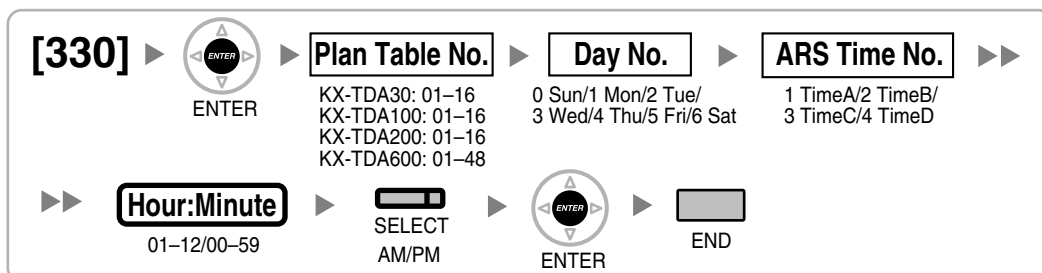 [330] ENTER Plan Table No. Day No. ARS Time No.
ENTER
KX-TDA30: 01–16
KX-TDA100: 01–16
KX-TDA200: 01–16
KX-TDA600: 01–48
0 Sun/1 Mon/2 Tue/
3 Wed/4 Thu/5 Fri/6 Sat
1 TimeA/2 TimeB/
3 TimeC/4 TimeD
Hour:Minute
01–12/00–59
SELECT
AM/PM
ENTER
ENTER
END